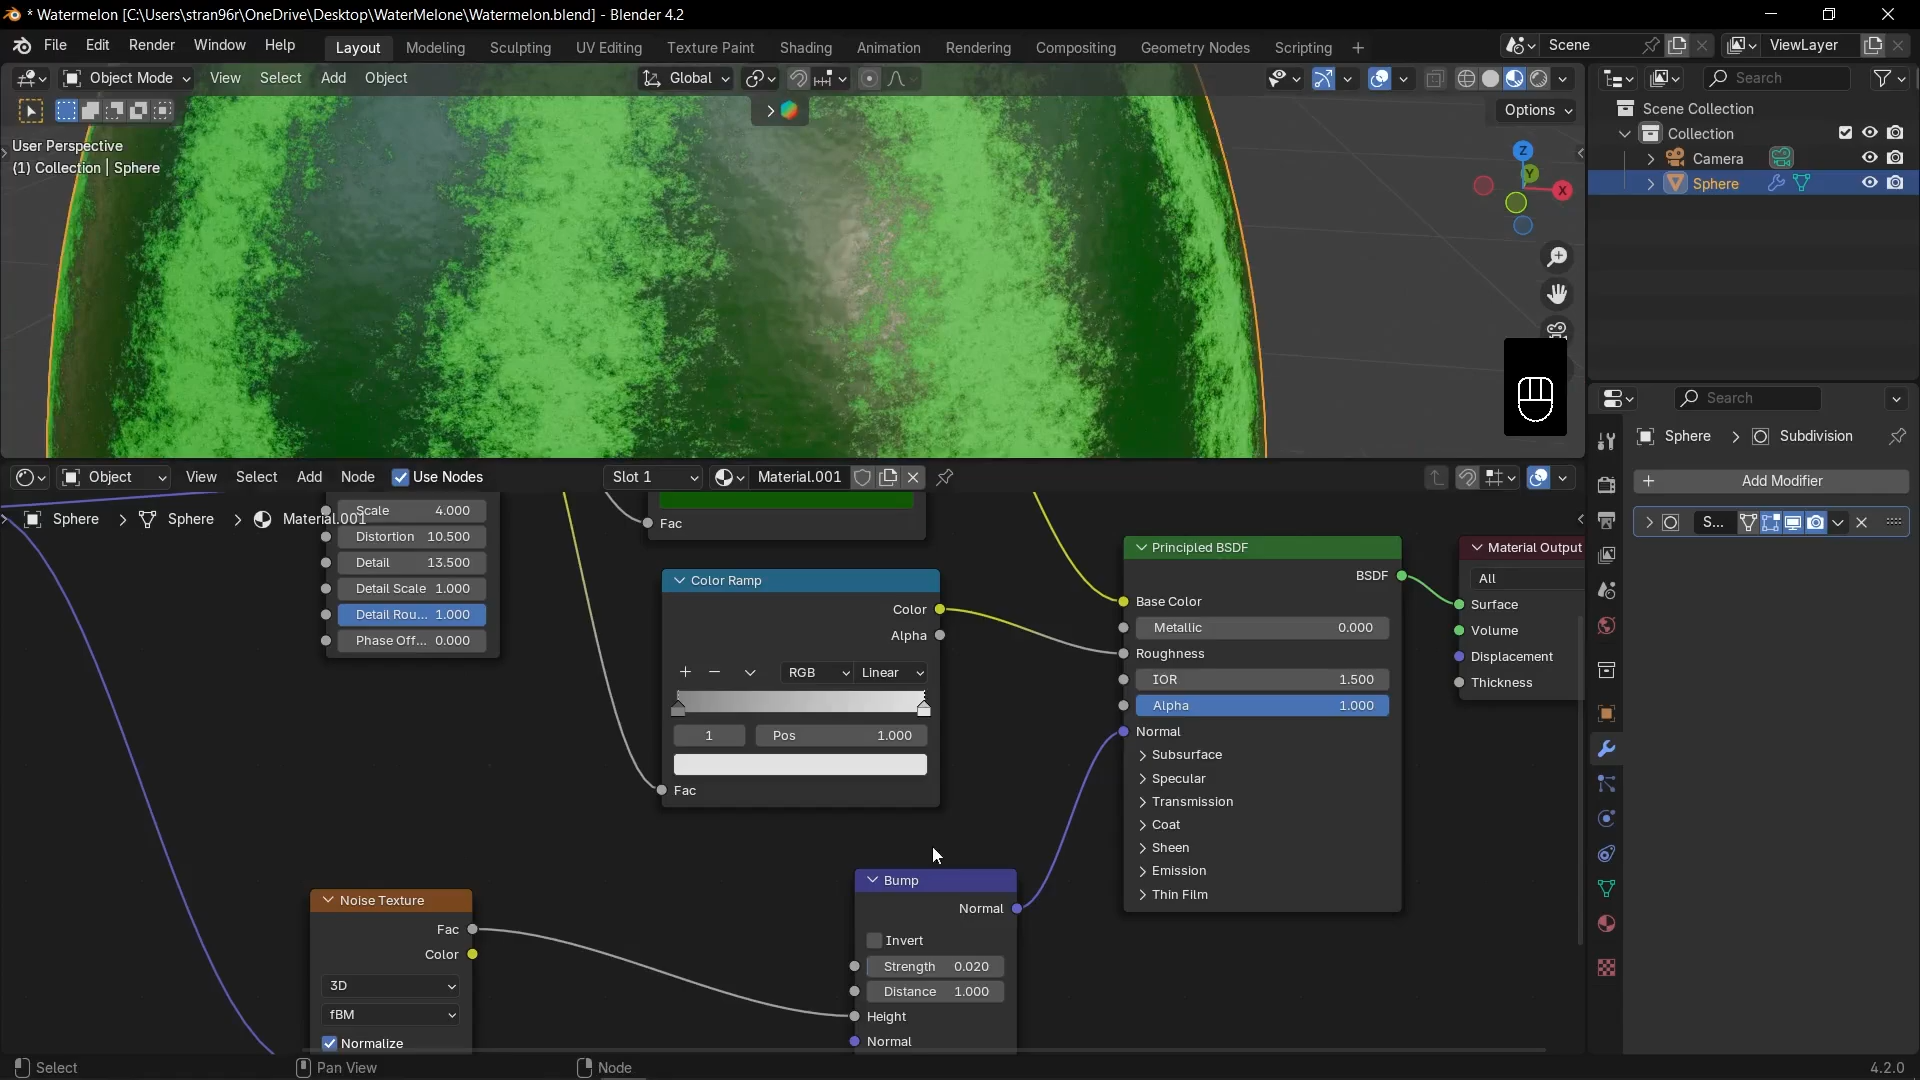 * Watermelon [C:\Users\stran96r\OneDrive\Desktop\WaterMelone\Watermelon.blend] - Blender 4.2
File Edit Render Window Help Layout Modeling Sculpting UV Editing Texture Paint Shading Animation Rendering Compositing Geometry Nodes Scripting + Scene ViewLayer
Object Mode View Select Add Object Global Search
Options
User Perspective
(1) Collection | Sphere
Z
Y
X
Scene Collection
Collection
Camera
Sphere
Search
Sphere > Subdivision
+ Add Modifier
S...
Object View Select Add Node Use Nodes Slot 1 Material.001
Sphere > Sphere > Material.001
Scale 4.000
Distortion 10.500
Detail 13.500
Detail Scale 1.000
Detail Rou... 1.000
Phase Off... 0.000
Fac
Color Ramp
Color
Alpha
RGB Linear
1 Pos 1.000
Fac
Principled BSDF
BSDF
Base Color
Metallic 0.000
Roughness
IOR 1.500
Alpha 1.000
Normal
Subsurface
Specular
Transmission
Coat
Sheen
Emission
Thin Film
Material Output
All
Surface
Volume
Displacement
Thickness
Noise Texture
Fac
Color
3D
fBM
Normalize
Bump
Normal
Invert
Strength 0.020
Distance 1.000
Height
Normal
Select Pan View Node 4.2.0